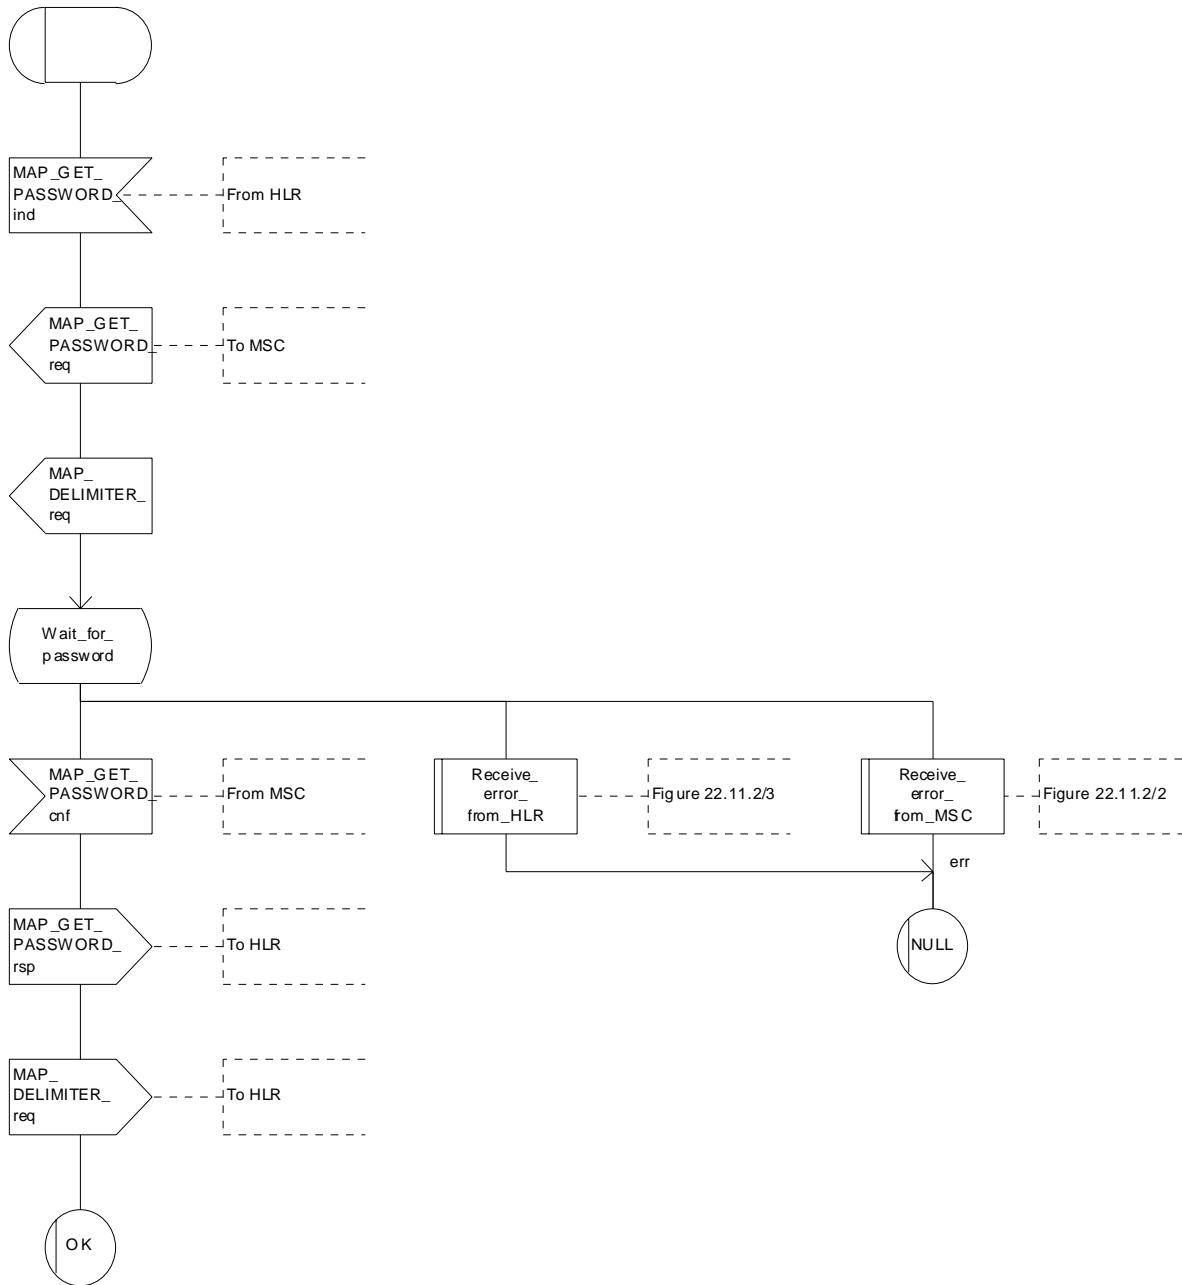 MAP_GET_
PASSWORD_
ind
From HLR
MAP_GET_
PASSWORD_
req
To MSC
MAP_
DELIMITER_
req
Wait_for_
password
MAP_GET_
PASSWORD_
cnf
From MSC
Receive_
error_
from_HLR
Figure 22.11.2/3
Receive_
error_
from_MSC
Figure 22.11.2/2
err
MAP_GET_
PASSWORD_
rsp
To HLR
NULL
MAP_
DELIMITER_
req
To HLR
OK